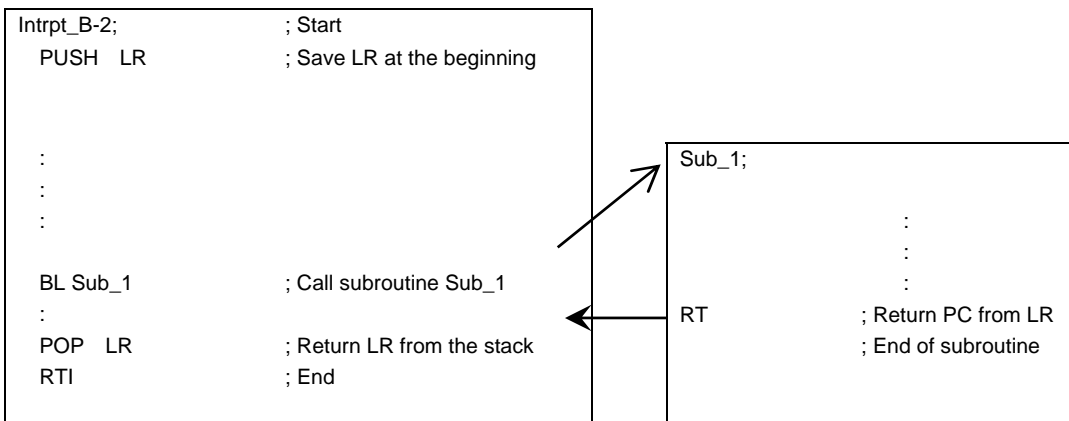 Intrpt_B-2; ; Start
PUSH LR ; Save LR at the beginning
:
:
:
BL Sub_1 ; Call subroutine Sub_1
:
POP LR ; Return LR from the stack
RTI ; End
Sub_1;
:
:
:
RT ; Return PC from LR
; End of subroutine